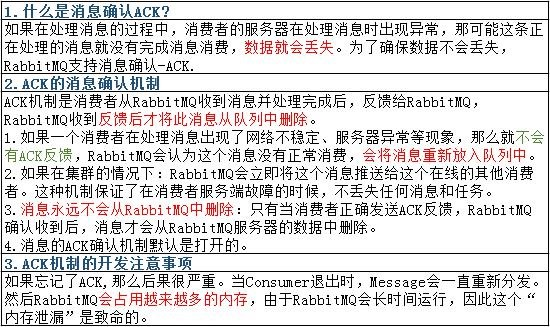 1.什么是消息确认ACK?
如果在处理消息的过程中，消费者的服务器在处理消息时出现异常，那可能这条正
在处理的消息就没有完成消息消费，数据就会丢失。为了确保数据不会丢失，
RabbitMQ支持消息确认-ACK.
2.ACK的消息确认机制
ACK机制是消费者从RabbitMQ收到消息并处理完成后，反馈给RabbitMQ，
RabbitMQ收到反馈后才将此消息从队列中删除。
1.如果一个消费者在处理消息出现了网络不稳定、服务器异常等现象，那么就不会
有ACK反馈，RabbitMQ会认为这个消息没有正常消费，会将消息重新放入队列中。
2.如果在集群的情况下：RabbitMQ会立即将这个消息推送给这个在线的其他消费
者。这种机制保证了在消费者服务端故障的时候，不丢失任何消息和任务。
3.消息永远不会从RabbitMQ中删除：只有当消费者正确发送ACK反馈，RabbitMQ
确认收到后，消息才会从RabbitMQ服务器的数据中删除。
4.消息的ACK确认机制默认是打开的。
3.ACK机制的开发注意事项
如果忘记了ACK,那么后果很严重。当Consumer退出时，Message会一直重新分发。
然后RabbitMQ会占用越来越多的内存，由于RabbitMQ会长时间运行，因此这个“
内存泄漏”是致命的。